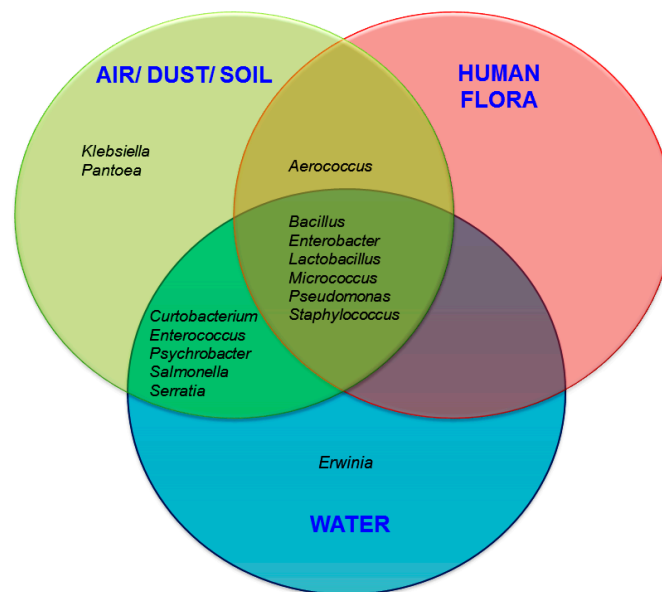 AIR/ DUST/ SOIL
HUMAN
FLORA
Klebsiella
Pantoea
Aerococcus
Bacillus
Enterobacter
Lactobacillus
Micrococcus
Pseudomonas
Staphylococcus
Curtobacterium
Enterococcus
Psychrobacter
Salmonella
Serratia
Erwinia
WATER